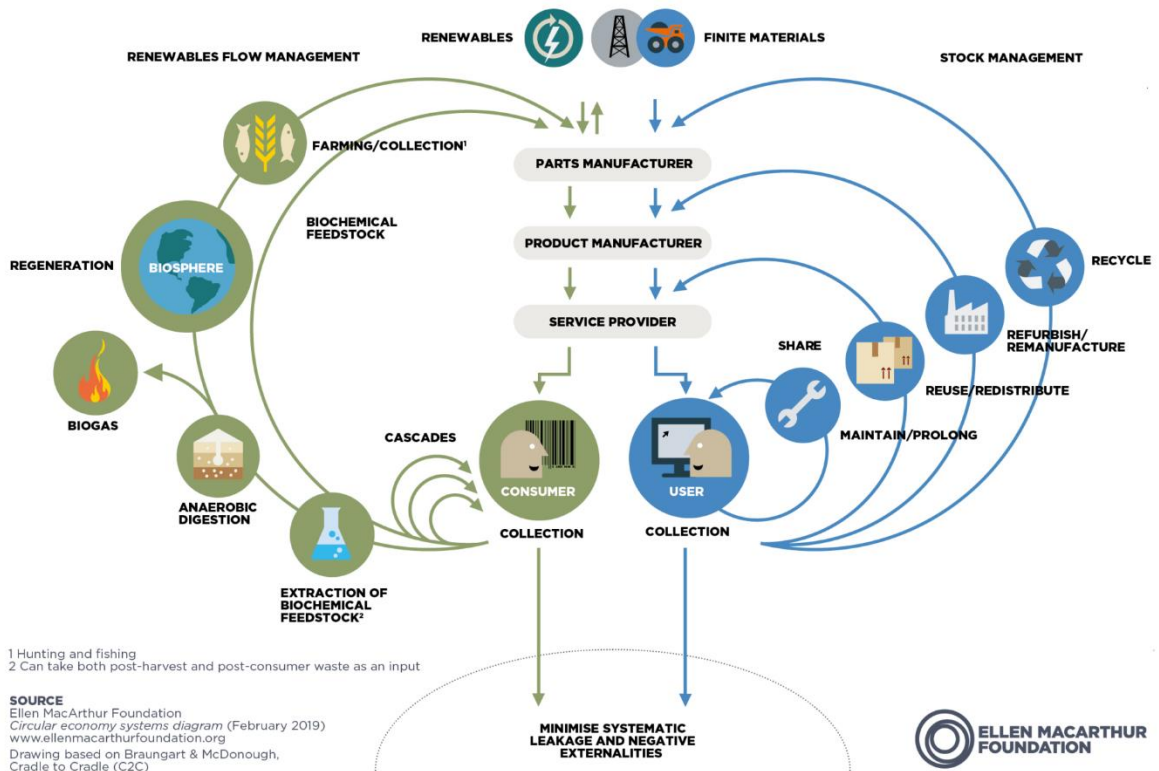 RENEWABLES
FINITE MATERIALS
RENEWABLES FLOW MANAGEMENT
STOCK MANAGEMENT
FARMING/COLLECTION¹
PARTS MANUFACTURER
BIOCHEMICAL
FEEDSTOCK
PRODUCT MANUFACTURER
REGENERATION
BIOSPHERE
RECYCLE
SERVICE PROVIDER
REFURBISH/
REMANUFACTURE
SHARE
REUSE/REDISTRIBUTE
BIOGAS
CASCADES
MAINTAIN/PROLONG
CONSUMER
USER
ANAEROBIC
DIGESTION
COLLECTION
COLLECTION
EXTRACTION OF
BIOCHEMICAL
FEEDSTOCK²
1 Hunting and fishing
2 Can take both post-harvest and post-consumer waste as an input
SOURCE
Ellen MacArthur Foundation
Circular economy systems diagram (February 2019)
www.ellenmacarthurfoundation.org
Drawing based on Braungart & McDonough,
Cradle to Cradle (C2C)
MINIMISE SYSTEMATIC
LEAKAGE AND NEGATIVE
EXTERNALITIES
ELLEN MACARTHUR
FOUNDATION